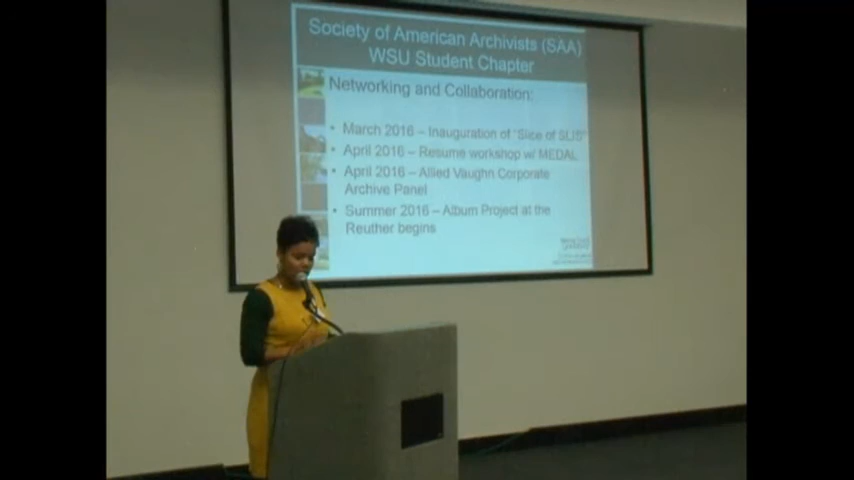 Society of American Archivists (SAA)
WSU Student Chapter
Networking and Collaboration:
• March 2016 – Inauguration of "Slice of SLIS"
• April 2016 – Resume workshop w/ MEDAL
• April 2016 – Allied Vaughn Corporate
Archive Panel
• Summer 2016 – Album Project at the
Reuther begins